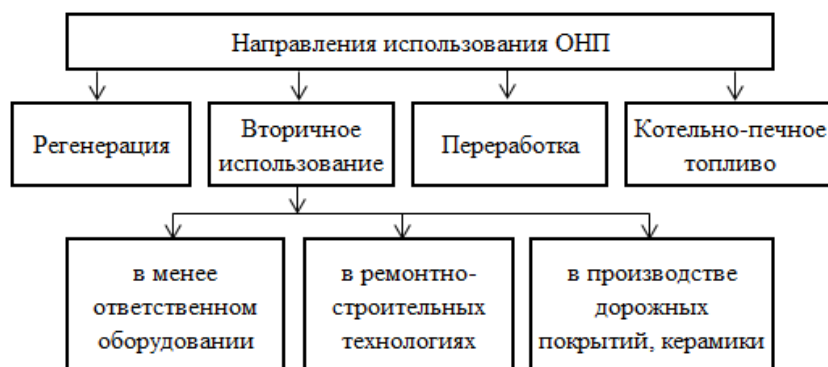 Направления использования ОНП
Регенерация
Вторичное
использование
Переработка
Котельно-печное
топливо
в менее
ответственном
оборудовании
в ремонтно-
строительных
технологиях
в производстве
дорожных
покрытий, керамики